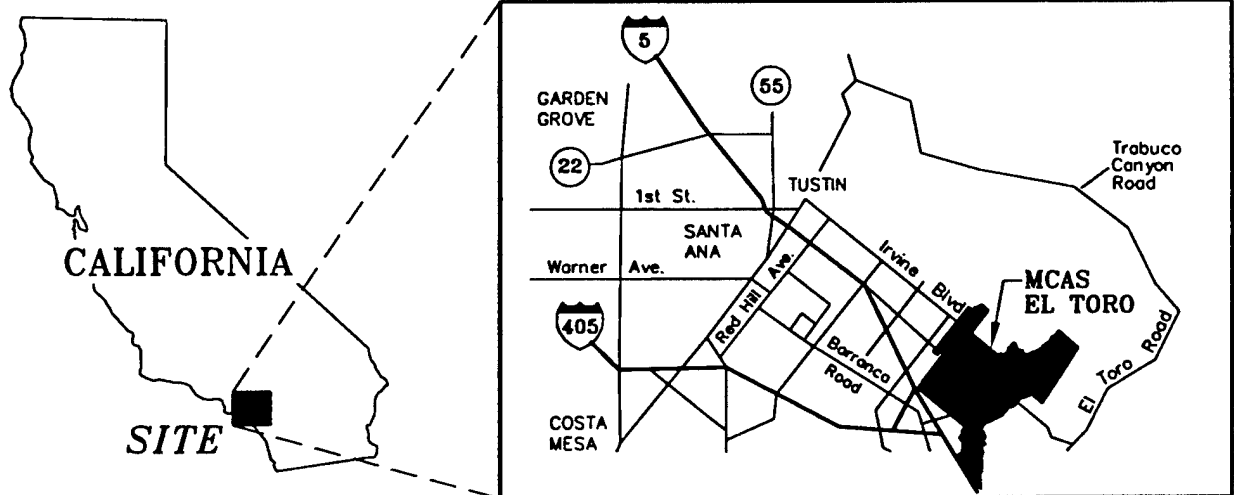 CALIFORNIA
SITE
5
55
GARDEN
GROVE
22
TUSTIN
Trabuco
Canyon
Road
1st St.
SANTA
ANA
Warner Ave.
Irvine Blvd
Red Hill Ave.
MCAS
EL TORO
405
Barranca
Road
El Toro Road
COSTA
MESA